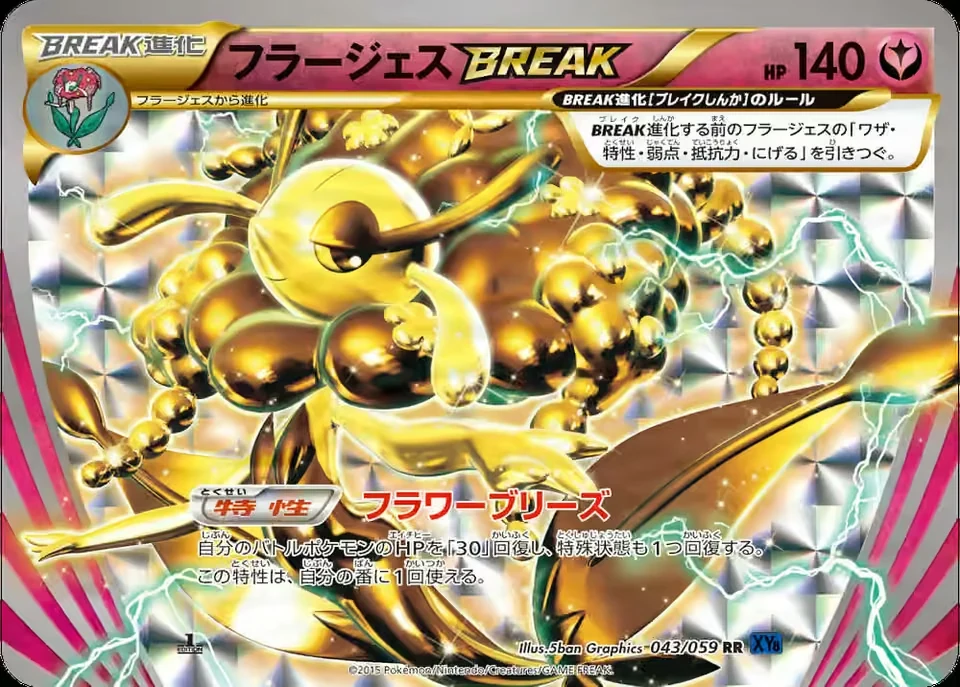 BREAK進化
フラージェスBREAK
HP 140
フラージェスから進化
BREAK進化[ブレイクしんか]のルール
BREAK進化する前のフラージェスの「ワザ・
特性・弱点・抵抗力・にげる」を引きつぐ。
特性 フラワーブリーズ
自分のバトルポケモンのHPを「30」回復し、特殊状態も1つ回復する。
この特性は、自分の番に1回使える。
1 EDITION
Illus.5ban Graphics 043/059 RR XY8
©2015 Pokémon/Nintendo/Creatures/GAME FREAK.